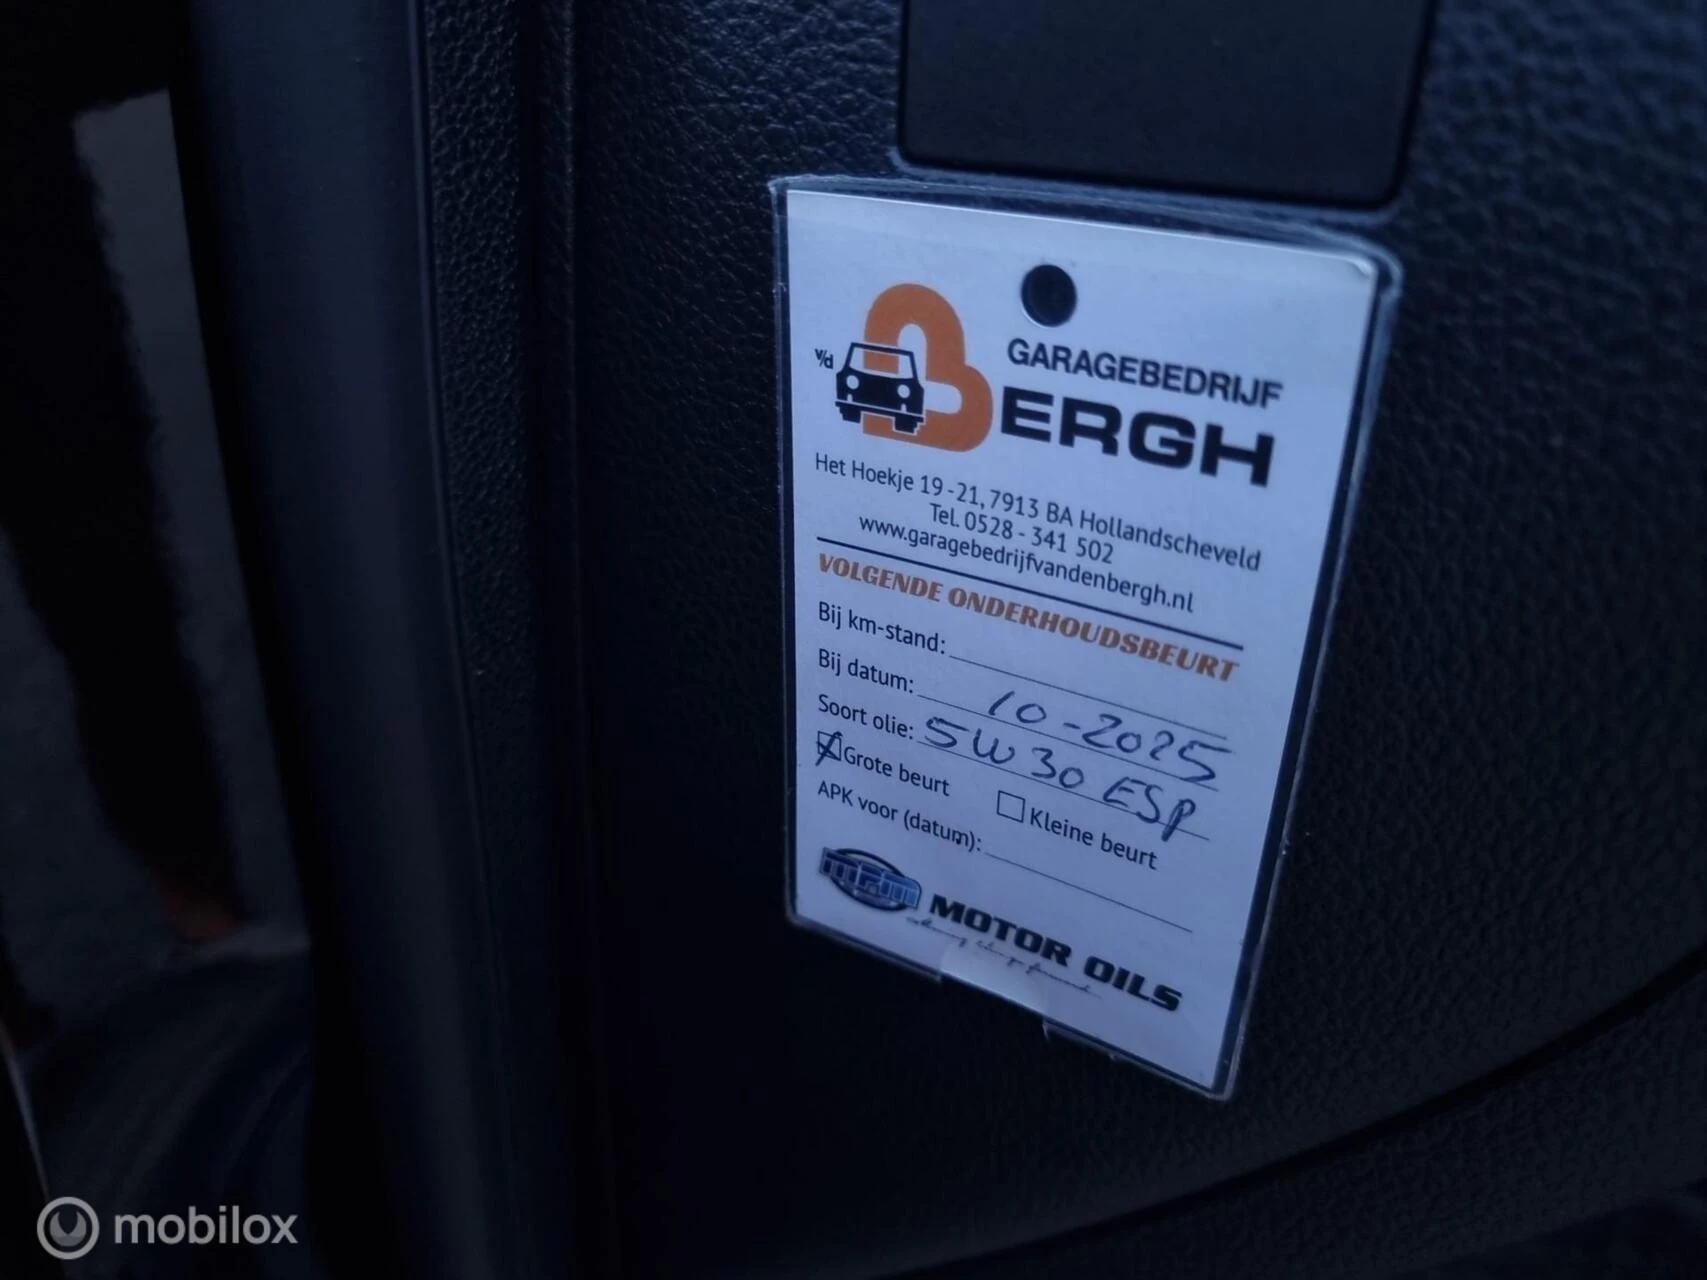 v/d
GARAGEBEDRIJF
BERGH
Het Hoekje 19-21, 7913 BA Hollandscheveld
Tel. 0528 - 341 502
www.garagebedrijfvandenbergh.nl
VOLGENDE ONDERHOUDSBEURT
Bij km-stand:
Bij datum: 10-2025
Soort olie: 5W30 ESP
Grote beurt Kleine beurt
APK voor (datum):
mpm MOTOR OILS
mobilox